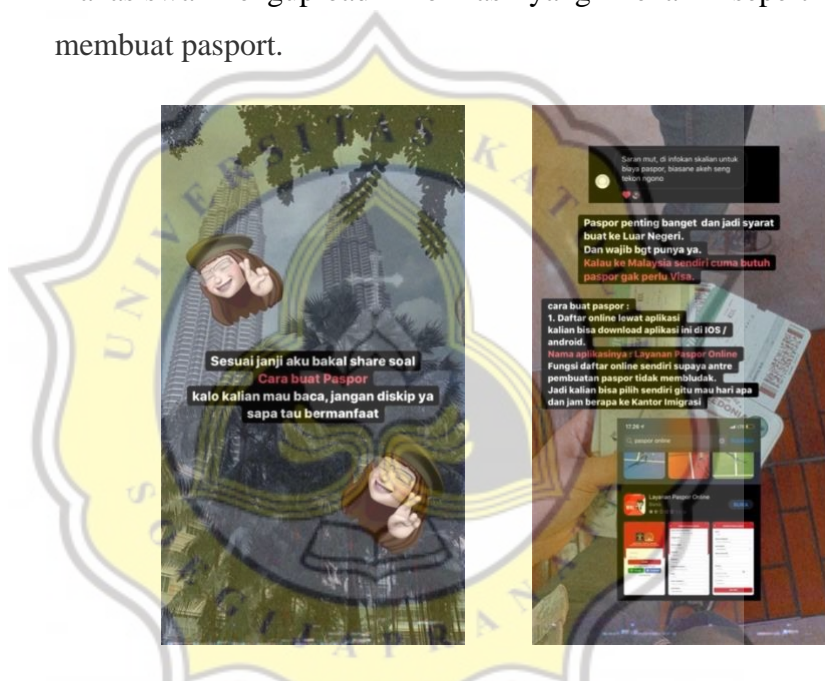 membuat pasport.
UNIVERSITAS KAT
SOEGIJAPRANA
Sesuai janji aku bakal share soal
Cara buat Paspor
kalo kalian mau baca, jangan diskip ya
sapa tau bermanfaat
Saran mut, di infokan skalian untuk
biaya paspor, biasane akeh seng
tekon ngono
Paspor penting banget dan jadi syarat
buat ke Luar Negeri.
Dan wajib bgt punya ya.
Kalau ke Malaysia sendiri cuma butuh
paspor gak perlu Visa.
cara buat paspor :
1. Daftar online lewat aplikasi
kalian bisa download aplikasi ini di IOS /
android.
Nama aplikasinya : Layanan Paspor Online
Fungsi daftar online sendiri supaya antre
pembuatan paspor tidak membludak.
Jadi kalian bisa pilih sendiri gitu mau hari apa
dan jam berapa ke Kantor Imigrasi
17.26
paspor online
Layanan Paspor Online